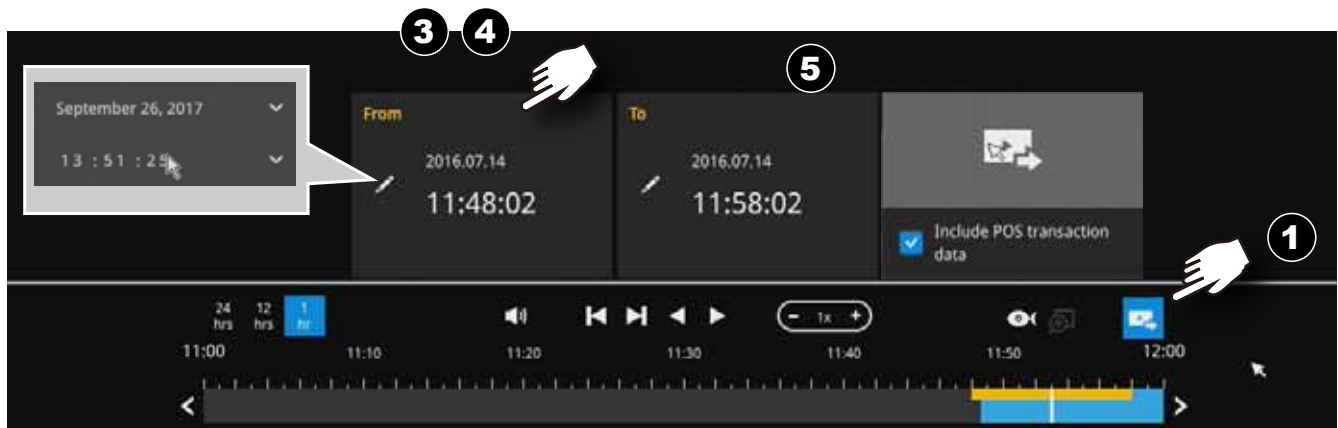 3 4
5
September 26, 2017
13 : 51 : 25
From
2016.07.14
11:48:02
To
2016.07.14
11:58:02
Include POS transaction
data
1
24
hrs
12
hrs
1
hr
- 1x +
11:00 11:10 11:20 11:30 11:40 11:50 12:00